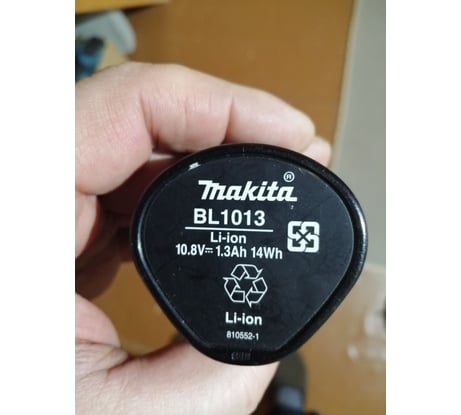 makita®
BL1013
Li-ion
10.8V⎓ 1.3Ah 14Wh
Li-ion
810552-1